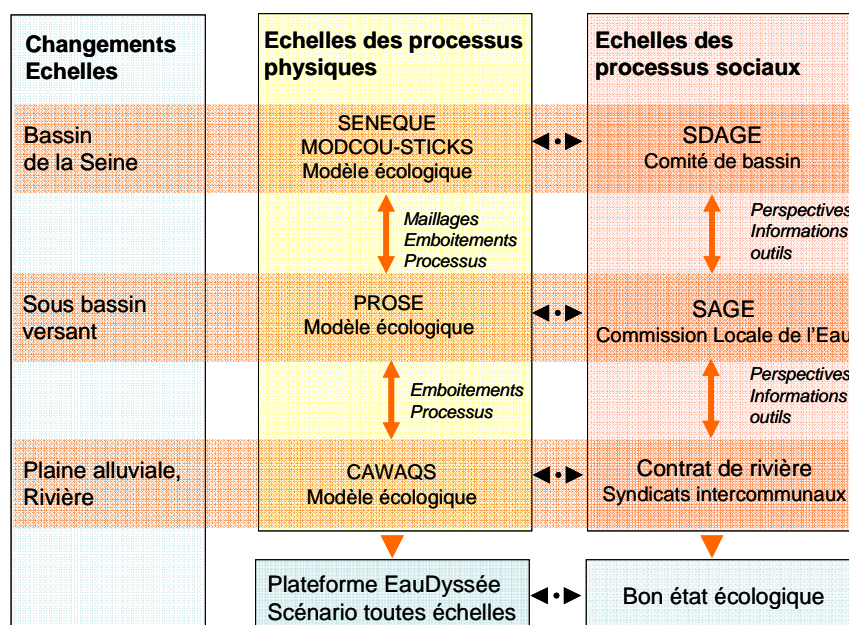 Changements
Echelles
Echelles des processus
physiques
Echelles des
processus sociaux
Bassin
de la Seine
SENEQUE
MODCOU-STICKS
Modèle écologique
SDAGE
Comité de bassin
Maillages
Emboitements
Processus
Perspectives
Informations
outils
Sous bassin
versant
PROSE
Modèle écologique
SAGE
Commission Locale de l'Eau
Emboitements
Processus
Perspectives
Informations
outils
Plaine alluviale,
Rivière
CAWAQS
Modèle écologique
Contrat de rivière
Syndicats intercommunaux
Plateforme EauDyssée
Scénario toutes échelles
Bon état écologique